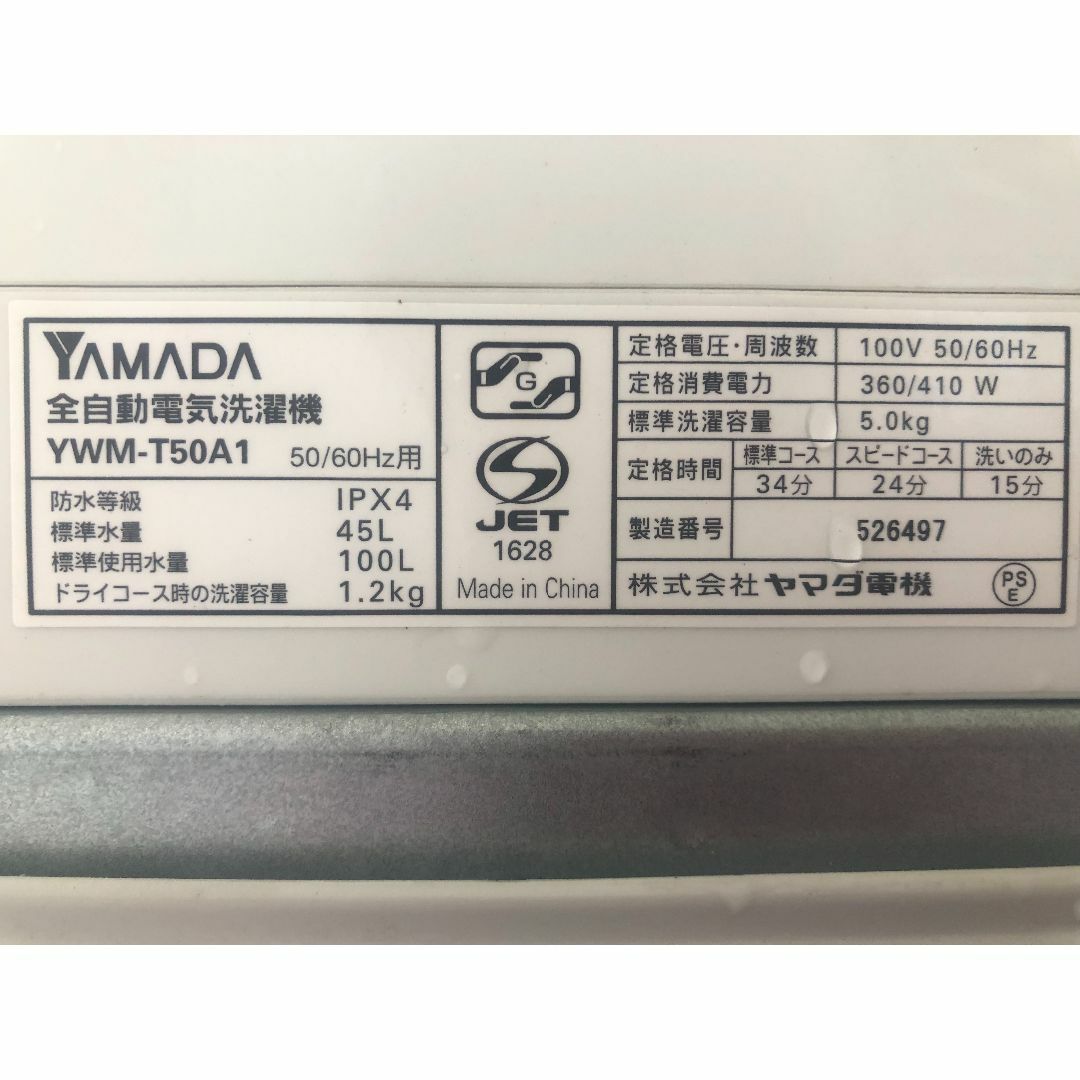 YAMADA
全自動電気洗濯機
YWM-T50A1 50/60Hz用
防水等級 IPX4
標準水量 45L
標準使用水量 100L
ドライコース時の洗濯容量 1.2kg
G
S
JET
1628
Made in China
定格電圧・周波数 100V 50/60Hz
定格消費電力 360/410 W
標準洗濯容量 5.0kg
定格時間 標準コース スピードコース 洗いのみ
34分 24分 15分
製造番号 526497
株式会社 ヤマダ電機 PS
E